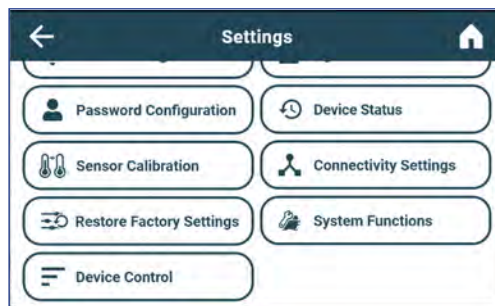 Settings
Password Configuration
Device Status
Sensor Calibration
Connectivity Settings
Restore Factory Settings
System Functions
Device Control